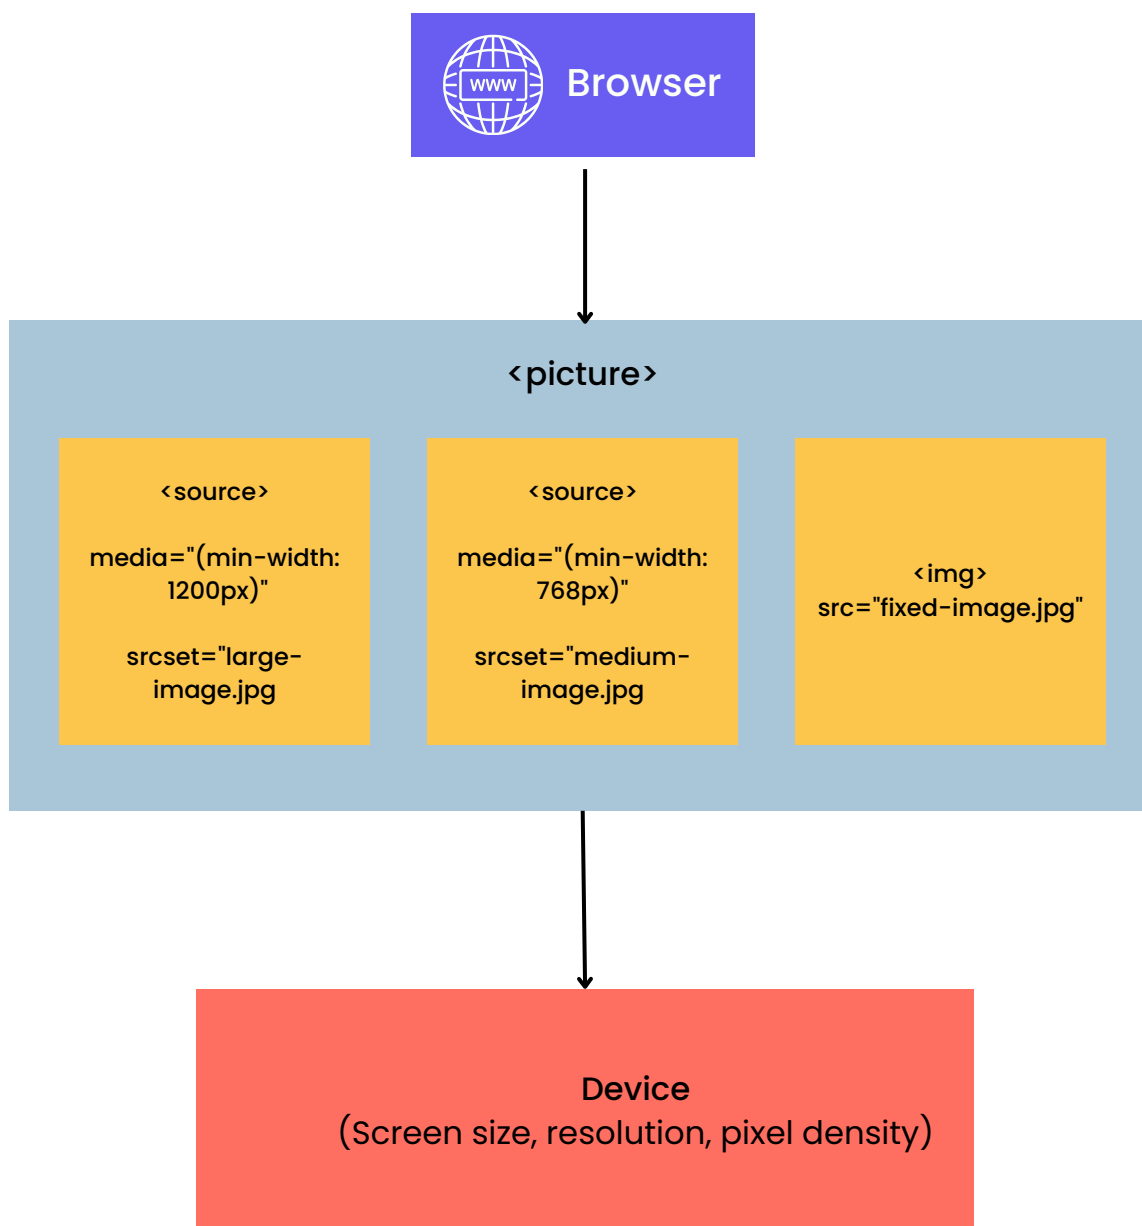 WWW
Browser
<picture>
<source>
media="(min-width:
1200px)"
srcset="large-
image.jpg
<source>
media="(min-width:
768px)"
srcset="medium-
image.jpg
<img>
src="fixed-image.jpg"
Device
(Screen size, resolution, pixel density)